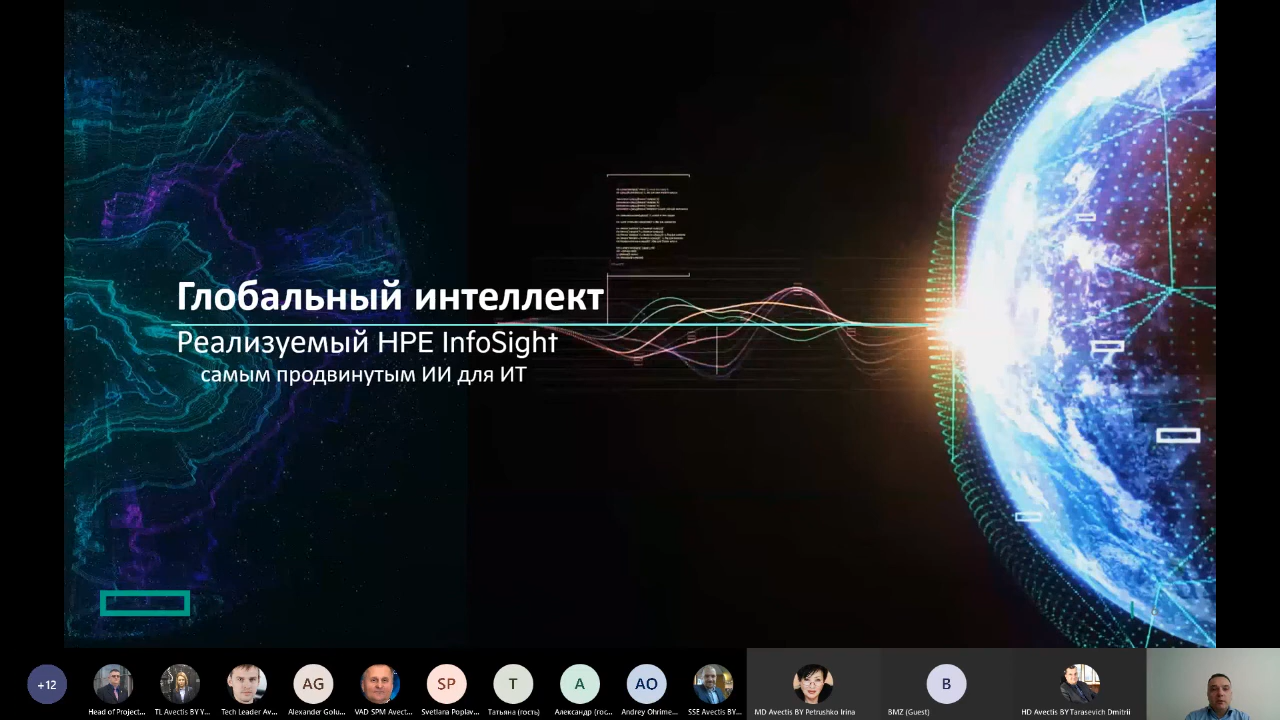 Глобальный интеллект
Реализуемый HPE InfoSight
самым продвинутым ИИ для ИТ
+12
AG
SP
T
A
AO
B
Head of Project...
TL Avectis BY Y...
Tech Leader Av...
Alexander Golu...
VAD SPM Avect...
Svetlana Poplav...
Татьяна (гость)
Александр (гос...
Andrey Ohrime...
SSE Avectis BY...
MD Avectis BY Petrushko Irina
BMZ (Guest)
HD Avectis BY Tarasevich Dmitrii